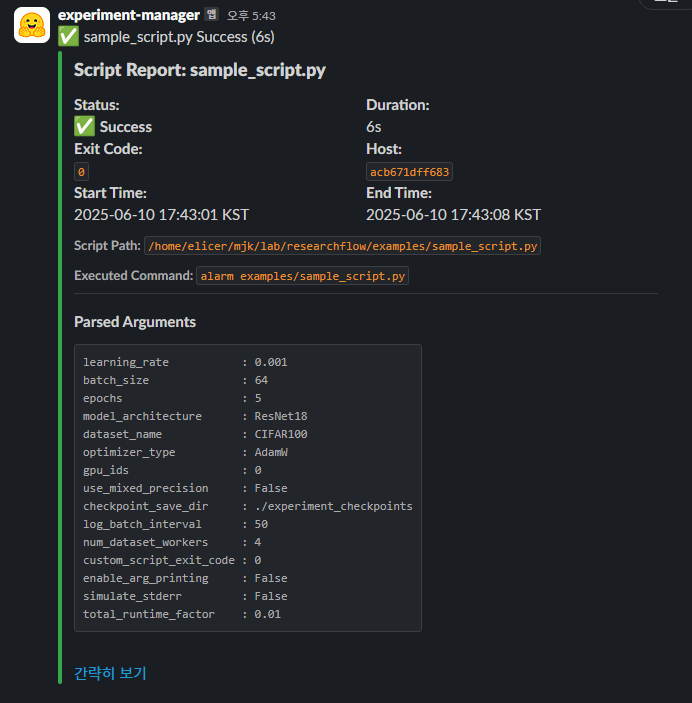 experiment-manager 앱 오후 5:43
sample_script.py Success (6s)
Script Report: sample_script.py
Status:
Duration:
Success
6s
Exit Code:
Host:
0
acb671dff683
Start Time:
End Time:
2025-06-10 17:43:01 KST
2025-06-10 17:43:08 KST
Script Path: /home/elicer/mjk/lab/researchflow/examples/sample_script.py
Executed Command: alarm examples/sample_script.py
Parsed Arguments
learning_rate : 0.001
batch_size : 64
epochs : 5
model_architecture : ResNet18
dataset_name : CIFAR100
optimizer_type : AdamW
gpu_ids : 0
use_mixed_precision : False
checkpoint_save_dir : ./experiment_checkpoints
log_batch_interval : 50
num_dataset_workers : 4
custom_script_exit_code : 0
enable_arg_printing : False
simulate_stderr : False
total_runtime_factor : 0.01
간략히 보기